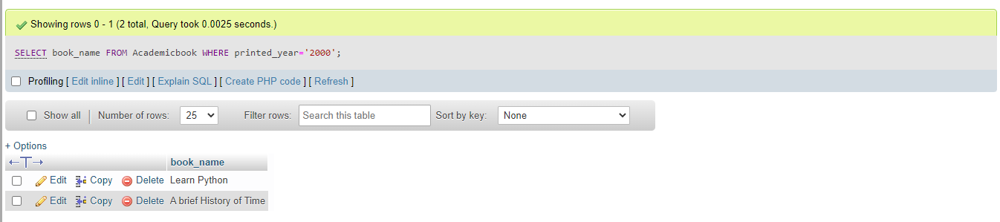 Showing rows 0 - 1 (2 total, Query took 0.0025 seconds.)
SELECT book_name FROM Academicbook WHERE printed_year='2000';
Profiling [ Edit inline ] [ Edit ] [ Explain SQL ] [ Create PHP code ] [ Refresh ]
Show all Number of rows: 25 Filter rows: Search this table Sort by key: None
+ Options
←T→ book_name
Edit Copy Delete Learn Python
Edit Copy Delete A brief History of Time